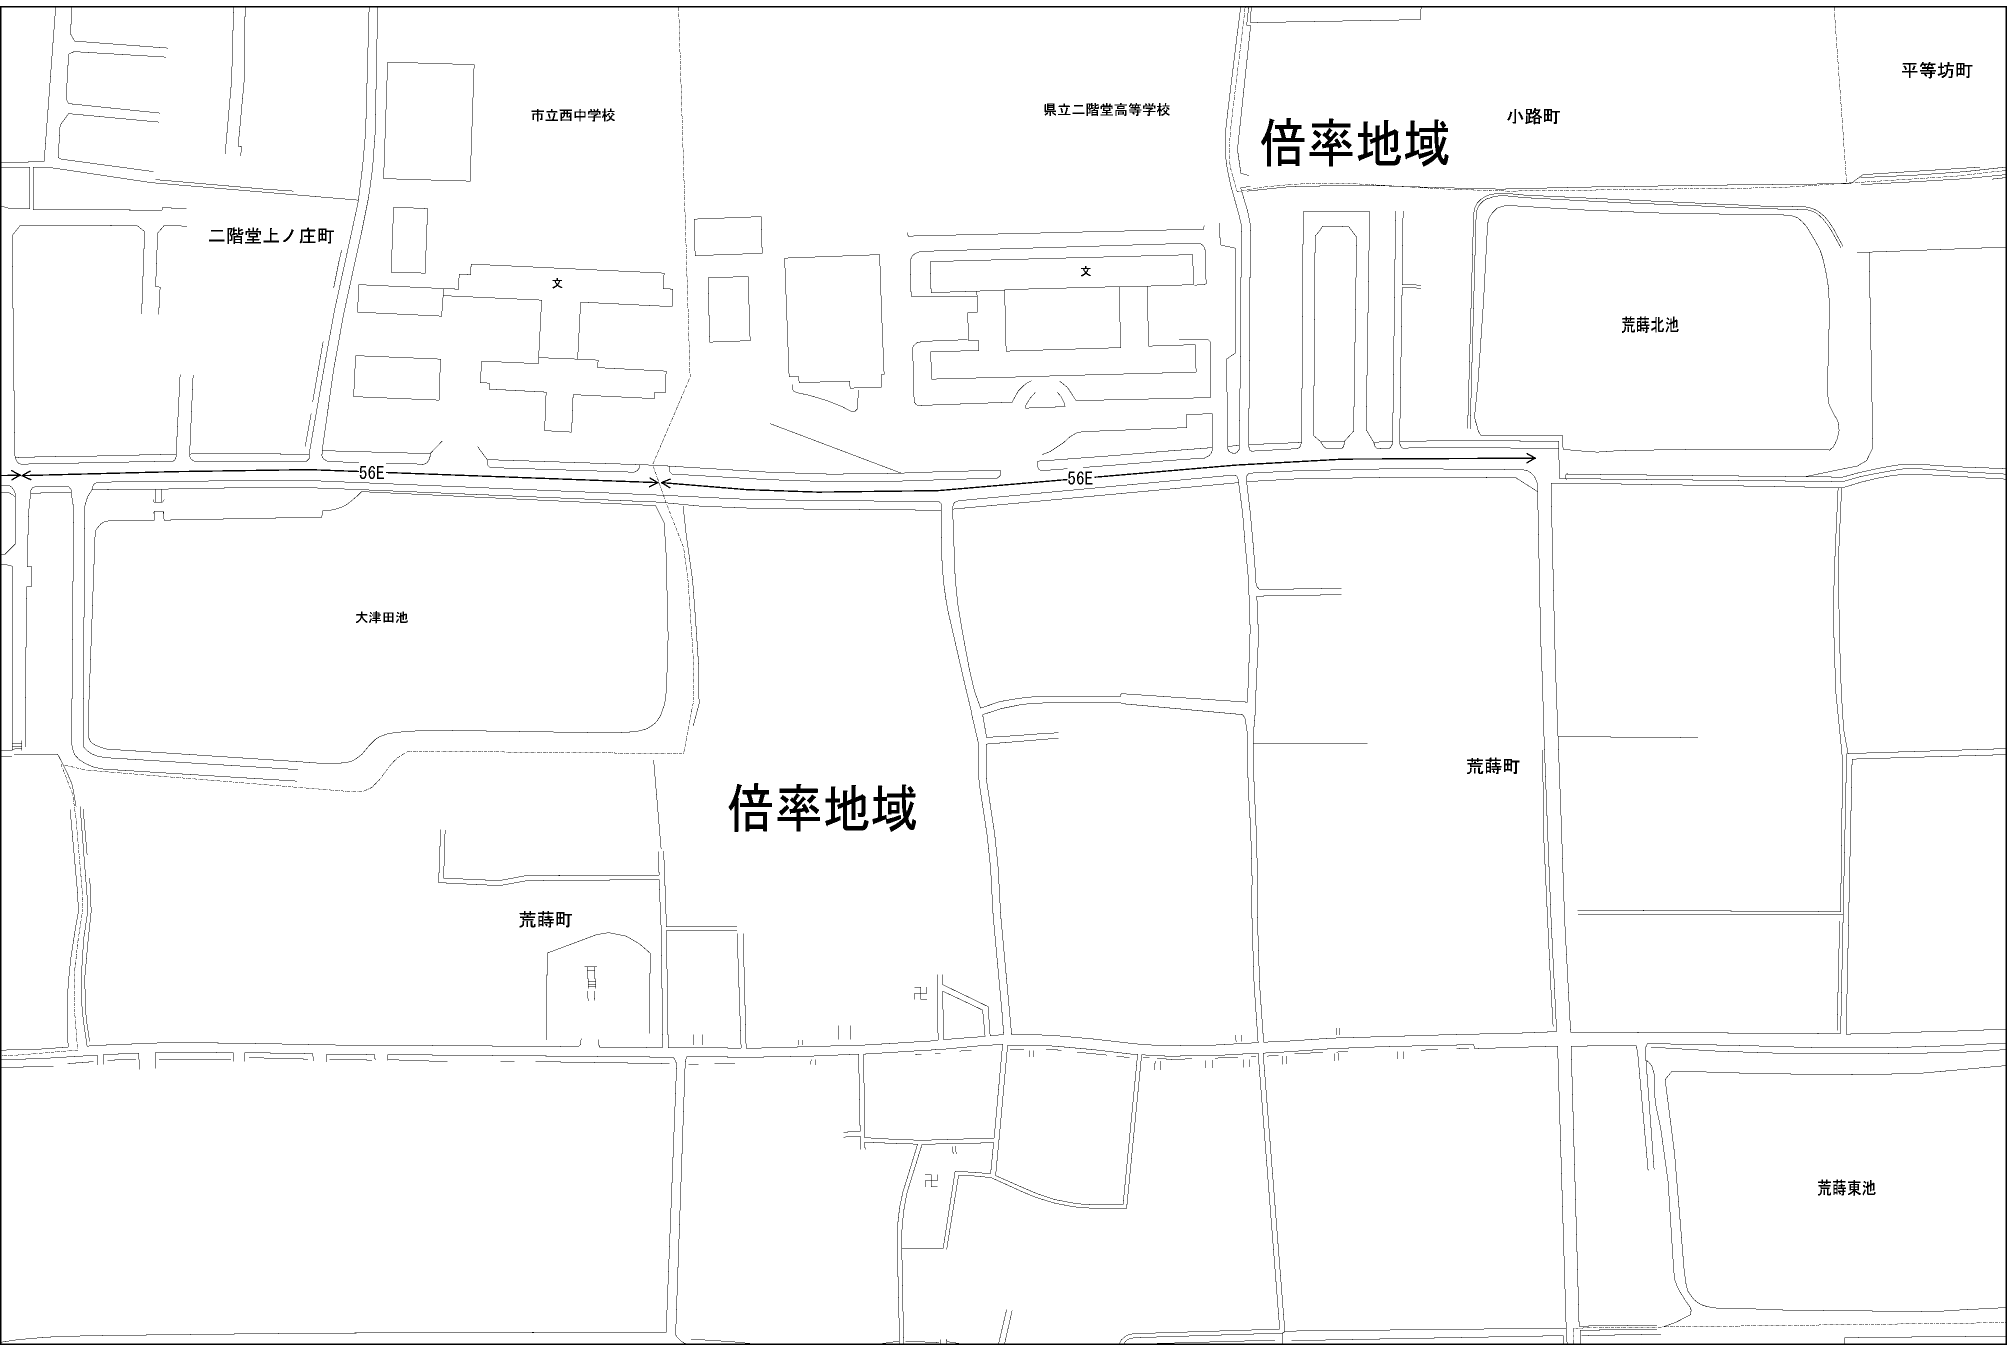 平等坊町
県立二階堂高等学校
市立西中学校
小路町
倍率地域
二階堂上ノ庄町
文
文
荒蒔北池
56E
56E
大津田池
荒蒔町
倍率地域
荒蒔町
卍
卍
荒蒔東池